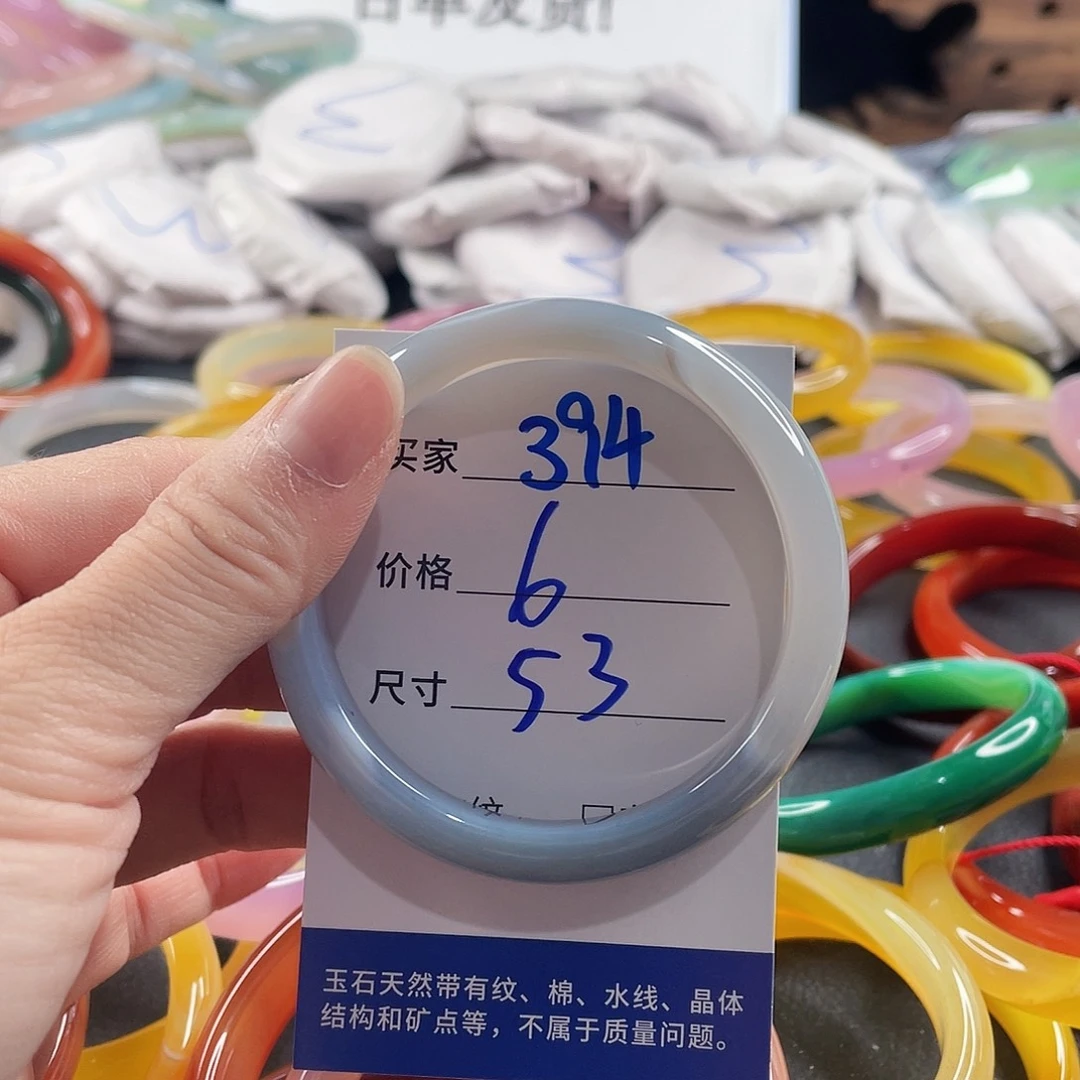 买家 394
价格 6
尺寸 53
玉石天然带有纹、棉、水线、晶体
结构和矿点等，不属于质量问题。